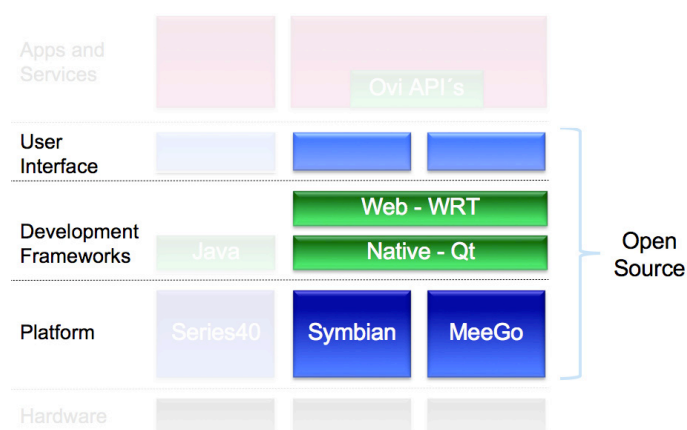 Apps and
Services
Ovi API´s
User
Interface
Web - WRT
Development
Frameworks
Java
Native - Qt
Open
Source
Platform
Series40
Symbian
MeeGo
Hardware